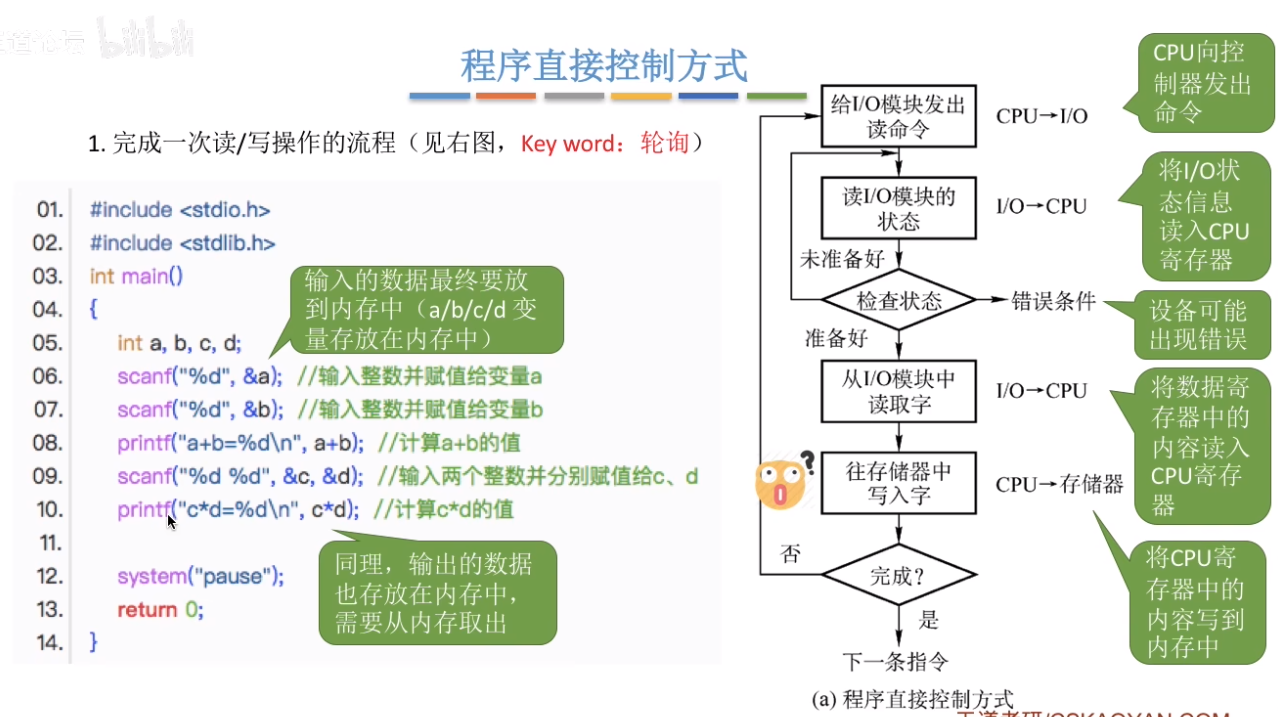 bilibili
程序直接控制方式
1. 完成一次读/写操作的流程（见右图，Key word：轮询）
01. #include <stdio.h>
02. #include <stdlib.h>
03. int main()
04. {
05. int a, b, c, d;
06. scanf("%d", &a); //输入整数并赋值给变量a
07. scanf("%d", &b); //输入整数并赋值给变量b
08. printf("a+b=%d\n", a+b); //计算a+b的值
09. scanf("%d %d", &c, &d); //输入两个整数并分别赋值给c、d
10. printf("c*d=%d\n", c*d); //计算c*d的值
11.
12. system("pause");
13. return 0;
14. }
输入的数据最终要放
到内存中（a/b/c/d 变
量存放在内存中）
同理，输出的数据
也存放在内存中，
需要从内存取出
给I/O模块发出
读命令
CPU→I/O
CPU向控
制器发出
命令
读I/O模块的
状态
I/O→CPU
将I/O状
态信息
读入CPU
寄存器
未准备好
检查状态
错误条件
设备可能
出现错误
准备好
从I/O模块中
读取字
I/O→CPU
将数据寄
存器中的
内容读入
CPU寄存
器
?
往存储器中
写入字
CPU→存储器
将CPU寄
存器中的
内容写到
内存中
否
完成?
是
下一条指令
(a) 程序直接控制方式